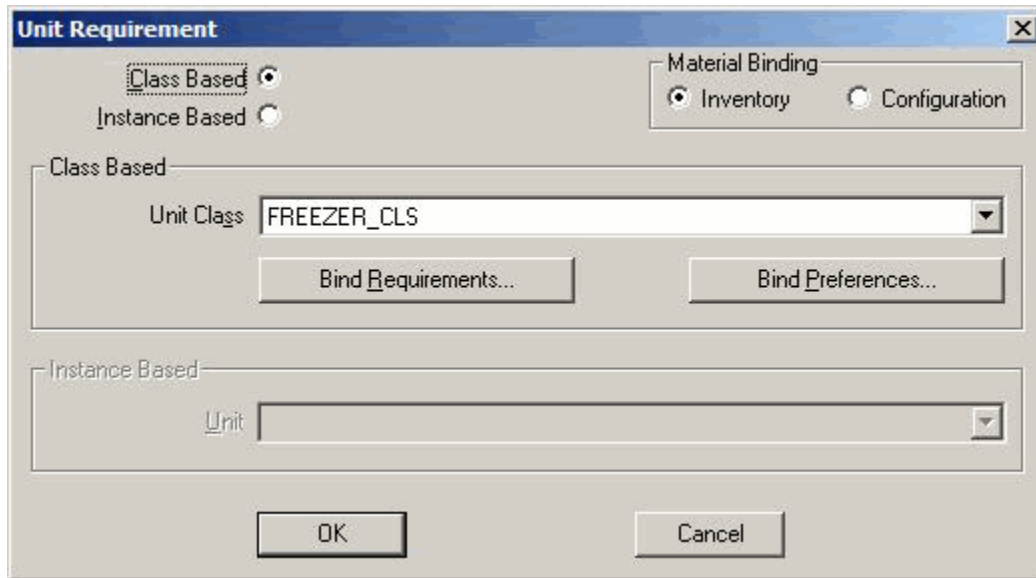 Unit Requirement
Class Based
Instance Based
Material Binding
Inventory Configuration
Class Based
Unit Class FREEZER_CLS
Bind Requirements... Bind Preferences...
Instance Based
Unit
OK Cancel